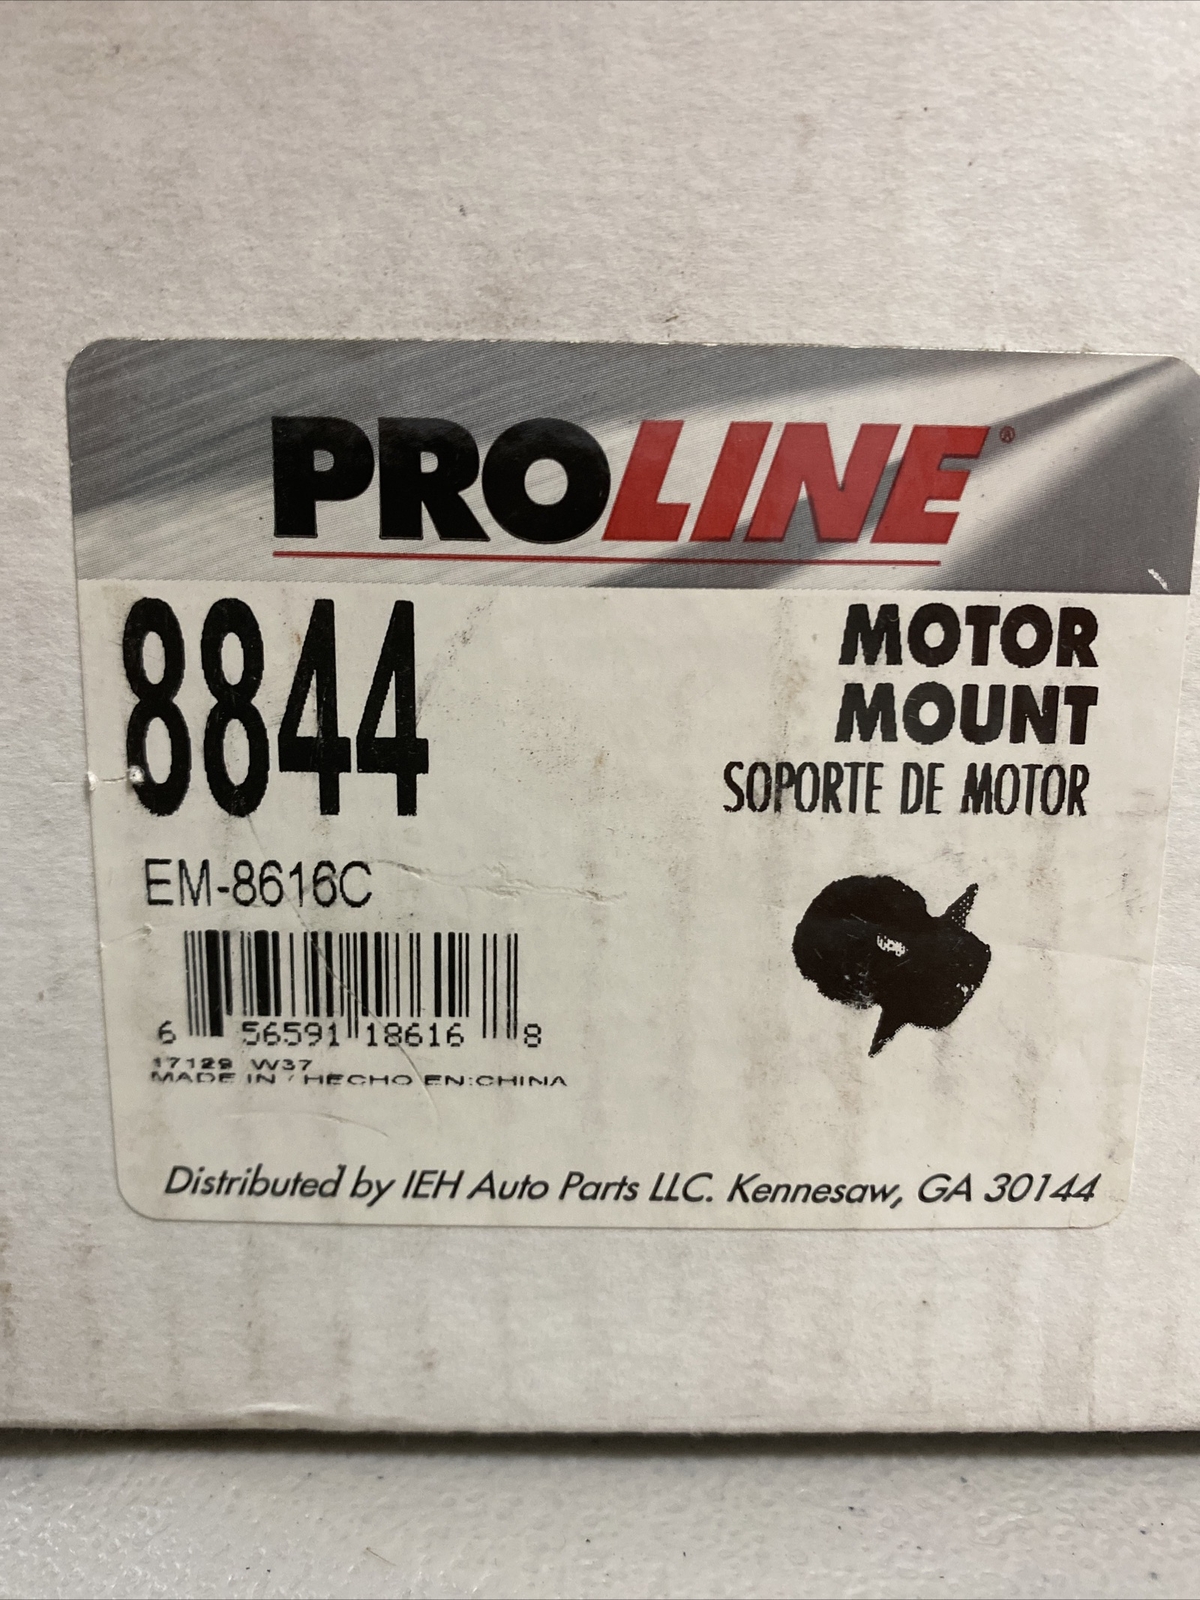 PROLINE®
8844
MOTOR
MOUNT
SOPORTE DE MOTOR
EM-8616C
6 56591 18616 8
17129 W37
MADE IN / HECHO EN:CHINA
Distributed by IEH Auto Parts LLC. Kennesaw, GA 30144